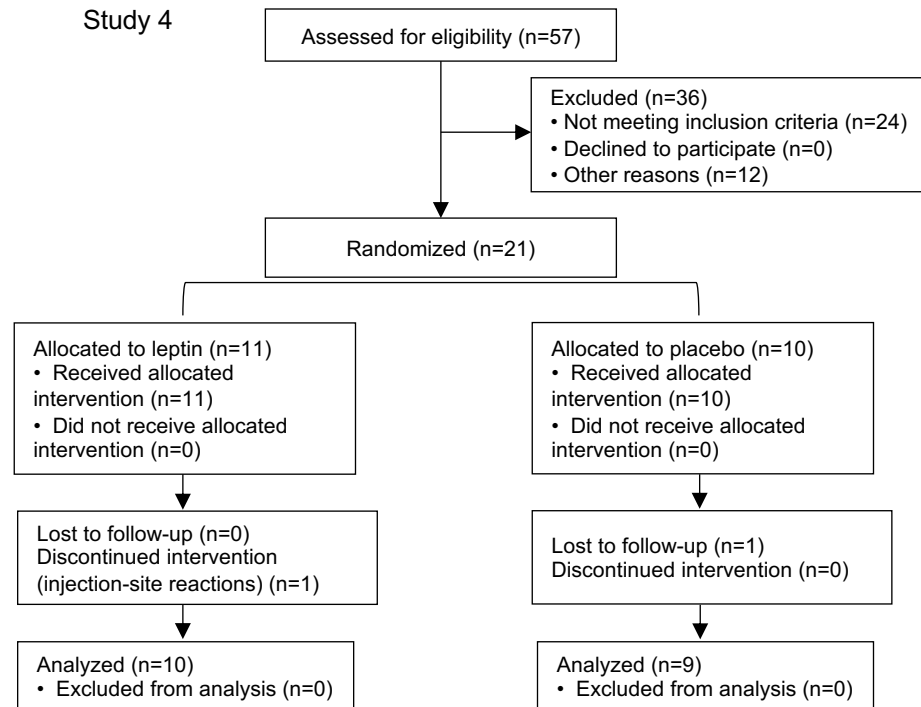 Study 4
Assessed for eligibility (n=57)
Excluded (n=36)
• Not meeting inclusion criteria (n=24)
• Declined to participate (n=0)
• Other reasons (n=12)
Randomized (n=21)
Allocated to leptin (n=11)
• Received allocated
intervention (n=11)
• Did not receive allocated
intervention (n=0)
Allocated to placebo (n=10)
• Received allocated
intervention (n=10)
• Did not receive allocated
intervention (n=0)
Lost to follow-up (n=0)
Discontinued intervention
(injection-site reactions) (n=1)
Lost to follow-up (n=1)
Discontinued intervention (n=0)
Analyzed (n=10)
• Excluded from analysis (n=0)
Analyzed (n=9)
• Excluded from analysis (n=0)